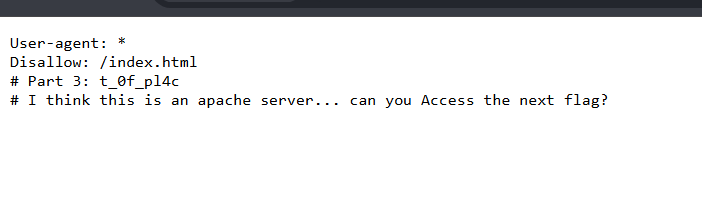 User-agent: *
Disallow: /index.html
# Part 3: t_0f_pl4c
# I think this is an apache server... can you Access the next flag?